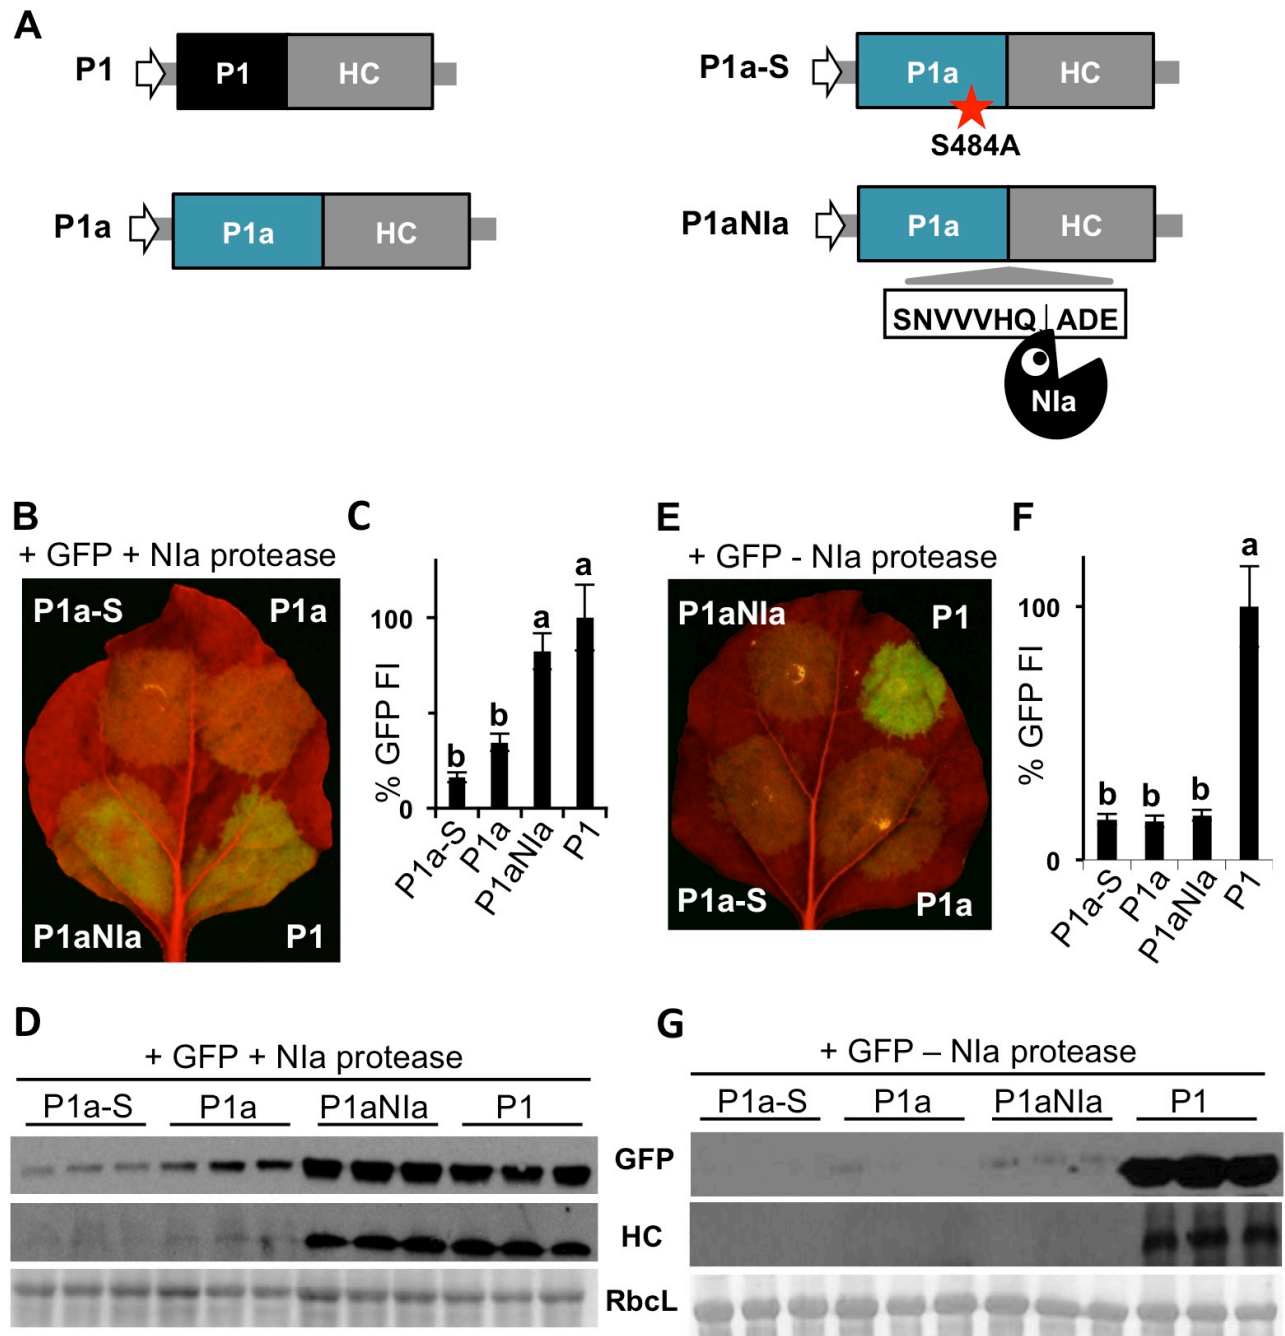 A
P1
P1
HC
P1a-S
P1a
HC
S484A
P1a
P1a
HC
P1aNIa
P1a
HC
SNVVVHQ|ADE
NIa
B
+ GFP + NIa protease
P1a-S
P1a
P1aNIa
P1
C
% GFP FI
100
0
b
b
a
a
P1a-S
P1a
P1aNIa
P1
E
+ GFP - NIa protease
P1aNIa
P1
P1a-S
P1a
F
% GFP FI
100
0
b
b
b
a
P1a-S
P1a
P1aNIa
P1
D
+ GFP + NIa protease
P1a-S
P1a
P1aNIa
P1
GFP
HC
RbcL
G
+ GFP – NIa protease
P1a-S
P1a
P1aNIa
P1